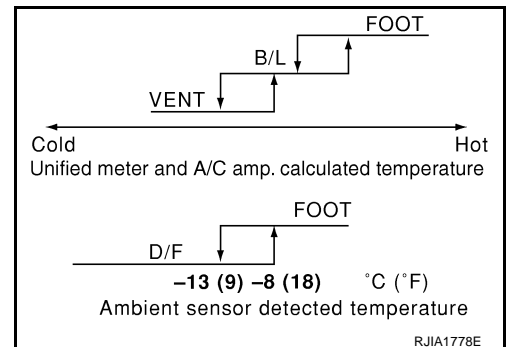 FOOT
B/L
VENT
Cold Hot
Unified meter and A/C amp. calculated temperature
FOOT
D/F
–13 (9) –8 (18) °C (°F)
Ambient sensor detected temperature
RJIA1778E